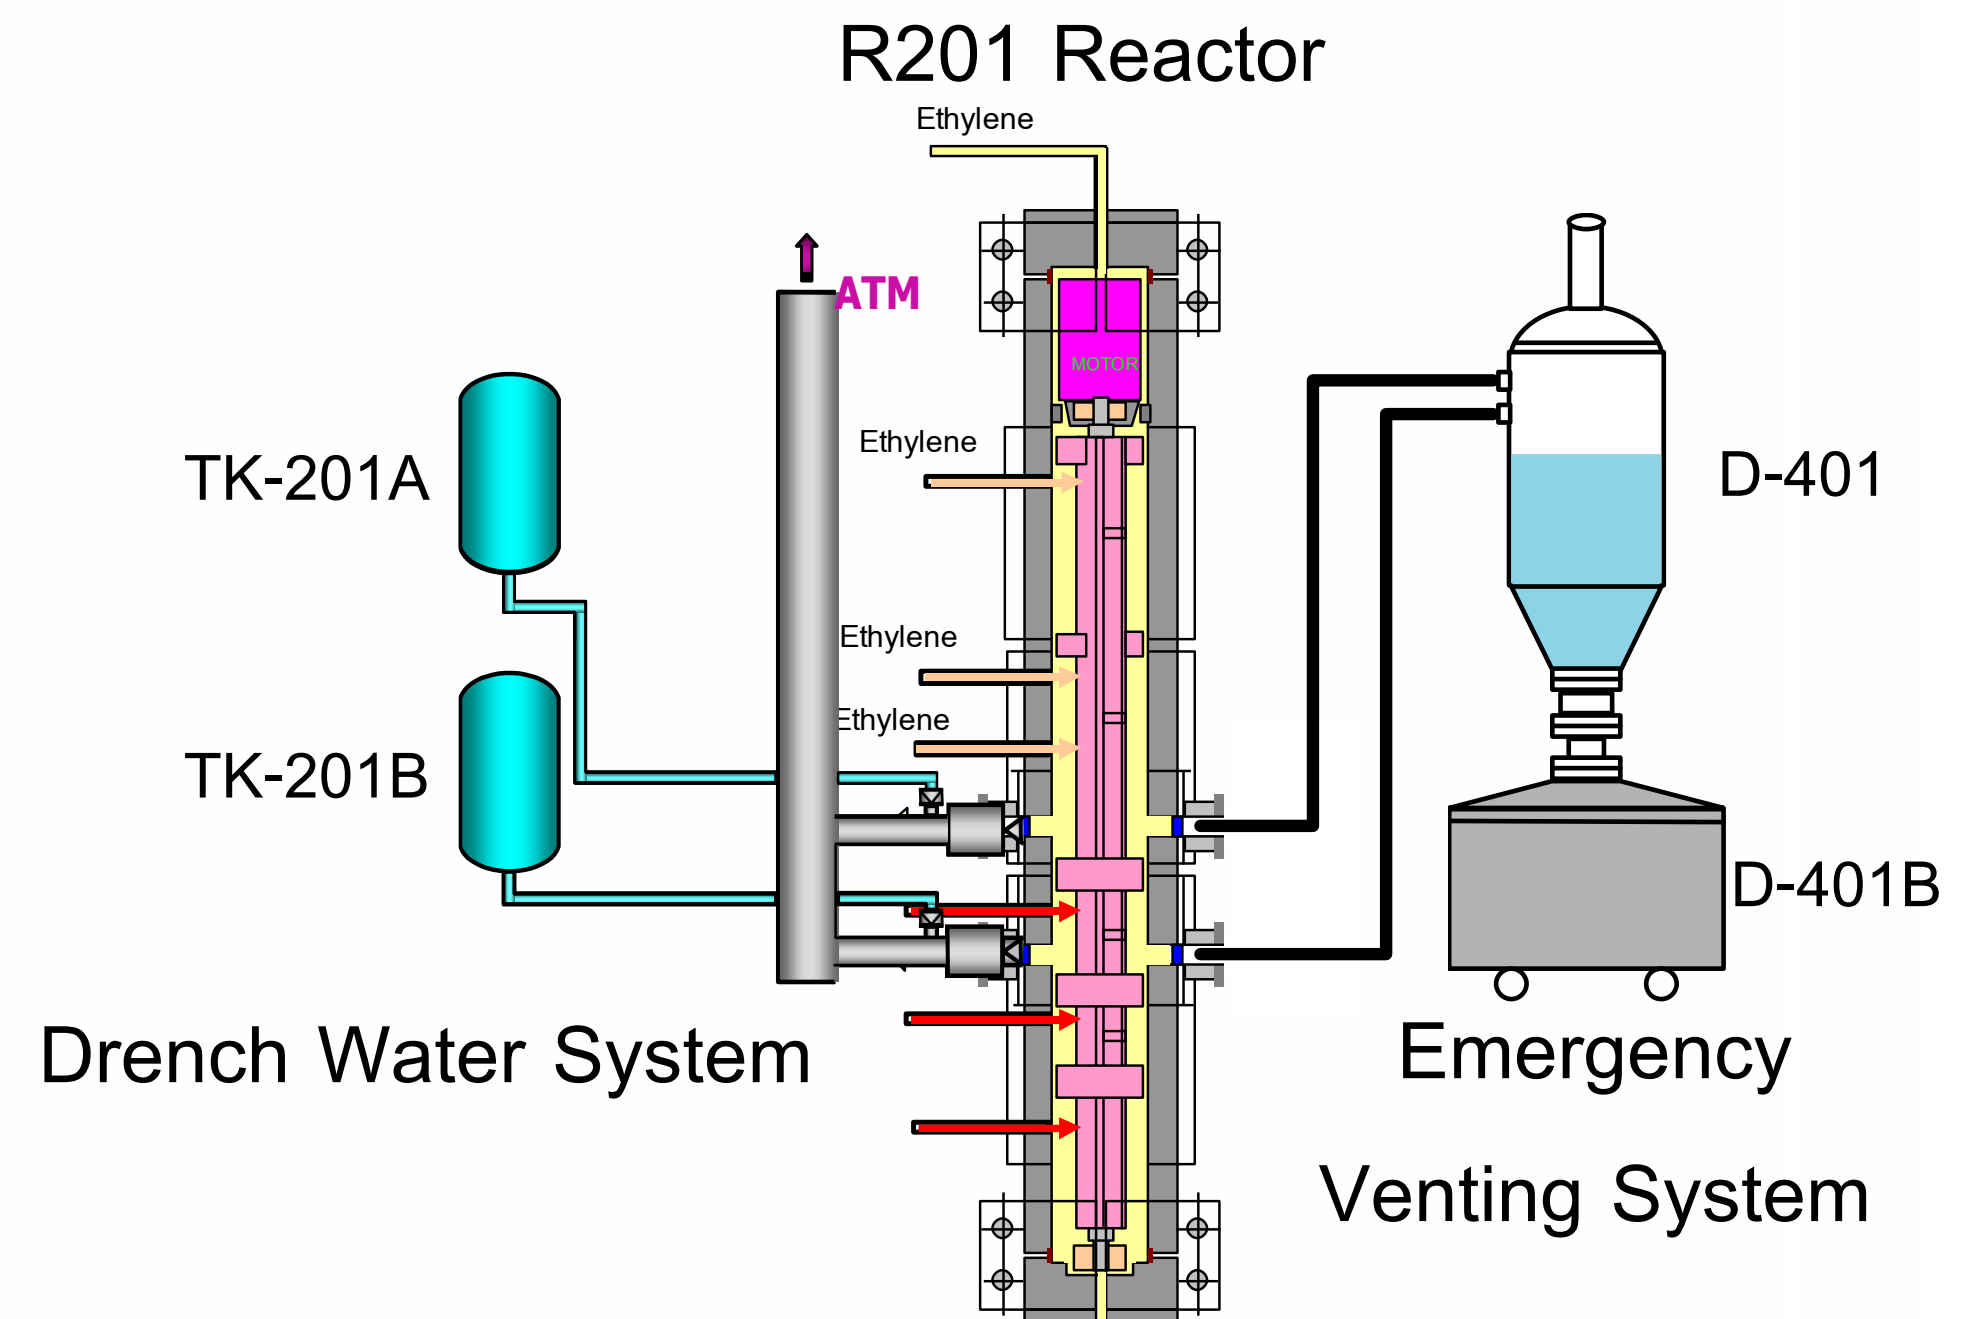 R201 Reactor
Ethylene
ATM
MOTOR
Ethylene
TK-201A
D-401
Ethylene
Ethylene
TK-201B
D-401B
Drench Water System
Emergency
Venting System